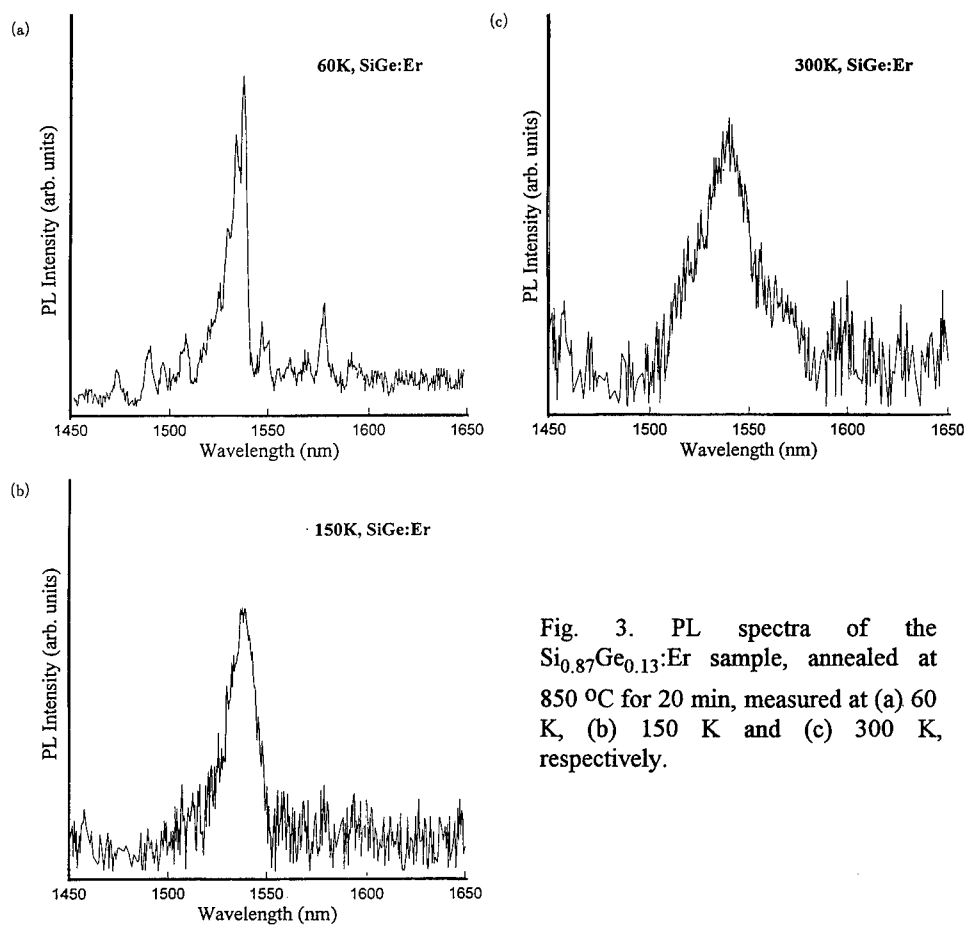 (a)
60K, SiGe:Er
PL Intensity (arb. units)
1450 1500 1550 1600 1650
Wavelength (nm)
(c)
300K, SiGe:Er
PL Intensity (arb. units)
1450 1500 1550 1600 1650
Wavelength (nm)
(b)
150K, SiGe:Er
PL Intensity (arb. units)
1450 1500 1550 1600 1650
Wavelength (nm)
Fig. 3. PL spectra of the
Si0.87Ge0.13:Er sample, annealed at
850 ºC for 20 min, measured at (a) 60
K, (b) 150 K and (c) 300 K,
respectively.